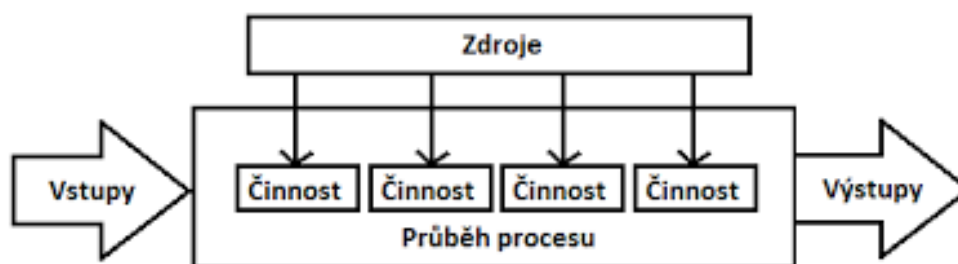 Zdroje
Vstupy
Činnost
Činnost
Činnost
Činnost
Výstupy
Průběh procesu